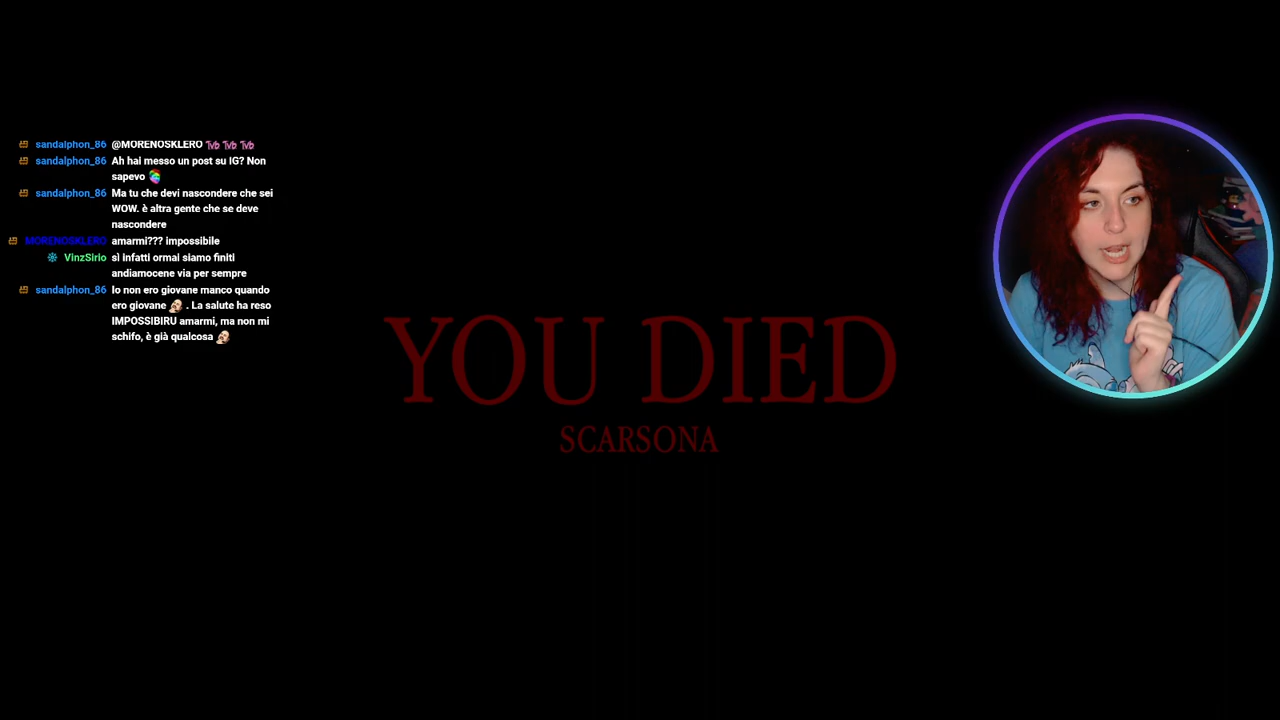 sandalphon_86 @MORENOSKLERO Tvb Tvb Tvb
sandalphon_86 Ah hai messo un post su IG? Non
sapevo
sandalphon_86 Ma tu che devi nascondere che sei
WOW. è altra gente che se deve
nascondere
MORENOSKLERO amarmi??? impossibile
VinzSirio sì infatti ormai siamo finiti
andiamocene via per sempre
sandalphon_86 Io non ero giovane manco quando
ero giovane . La salute ha reso
IMPOSSIBIRU amarmi, ma non mi
schifo, è già qualcosa
YOU DIED
SCARSONA